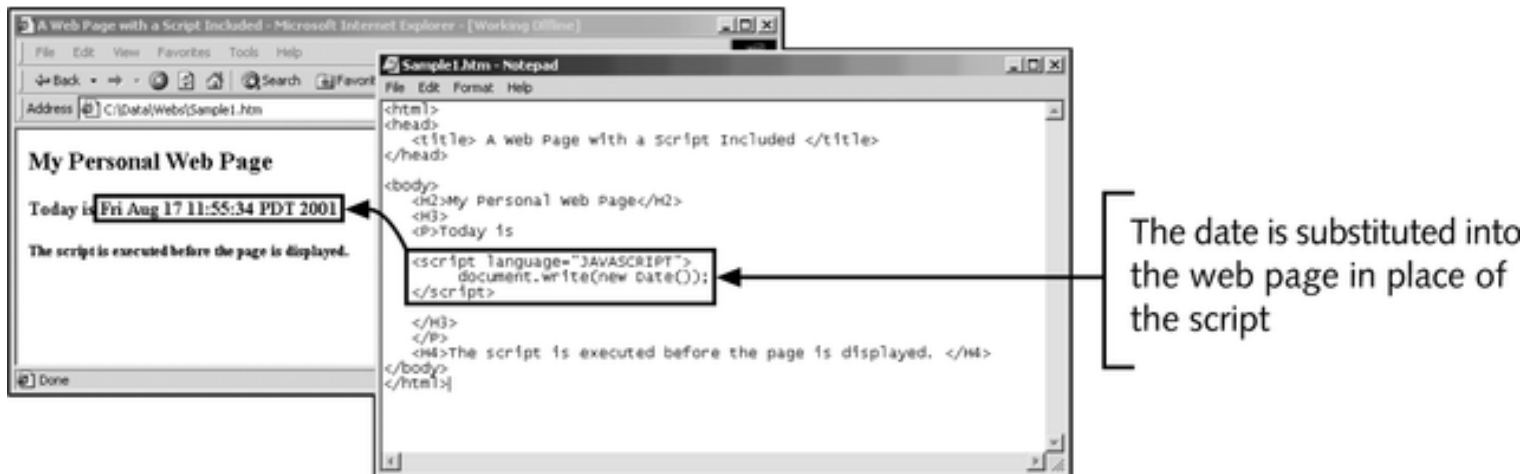 A Web Page with a Script Included - Microsoft Internet Explorer - [Working Offline]
File Edit View Favorites Tools Help
Back Search Favorit
Address C:\Data\Webs\Sample1.htm
My Personal Web Page
Today is Fri Aug 17 11:55:34 PDT 2001
The script is executed before the page is displayed.
Done
Sample1.htm - Notepad
File Edit Format Help
<html>
<head>
<title> A Web Page with a Script Included </title>
</head>
<body>
<H2>My Personal Web Page</H2>
<H3>
<P>Today is
<script language="JAVASCRIPT">
document.write(new Date());
</script>
</H3>
</P>
<H4>The script is executed before the page is displayed. </H4>
</body>
</html>
The date is substituted into
the web page in place of
the script